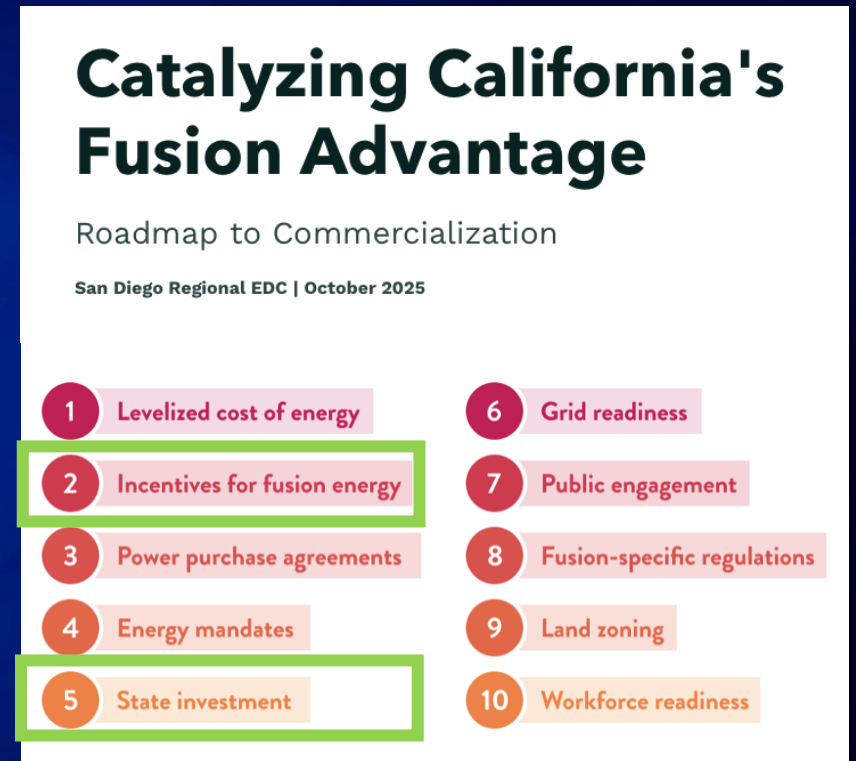 Catalyzing California's
Fusion Advantage
Roadmap to Commercialization
San Diego Regional EDC | October 2025
1 Levelized cost of energy
2 Incentives for fusion energy
3 Power purchase agreements
4 Energy mandates
5 State investment
6 Grid readiness
7 Public engagement
8 Fusion-specific regulations
9 Land zoning
10 Workforce readiness